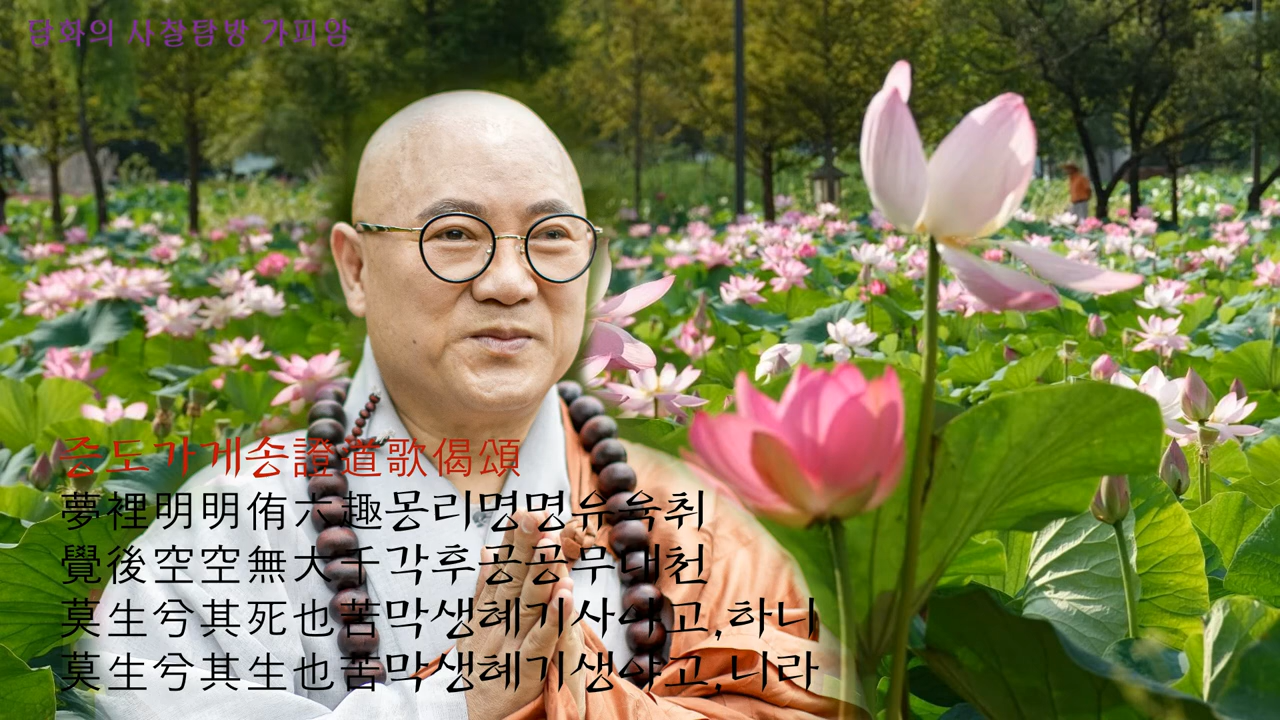 담화의 사찰탐방 가피암
증도가게송證道歌偈頌
夢裡明明侑六趣몽리명명유육취
覺後空空無大千각후공공무대천
莫生兮其死也苦막생혜기사야고,하니
莫生兮其生也苦막생혜기생야고,니라